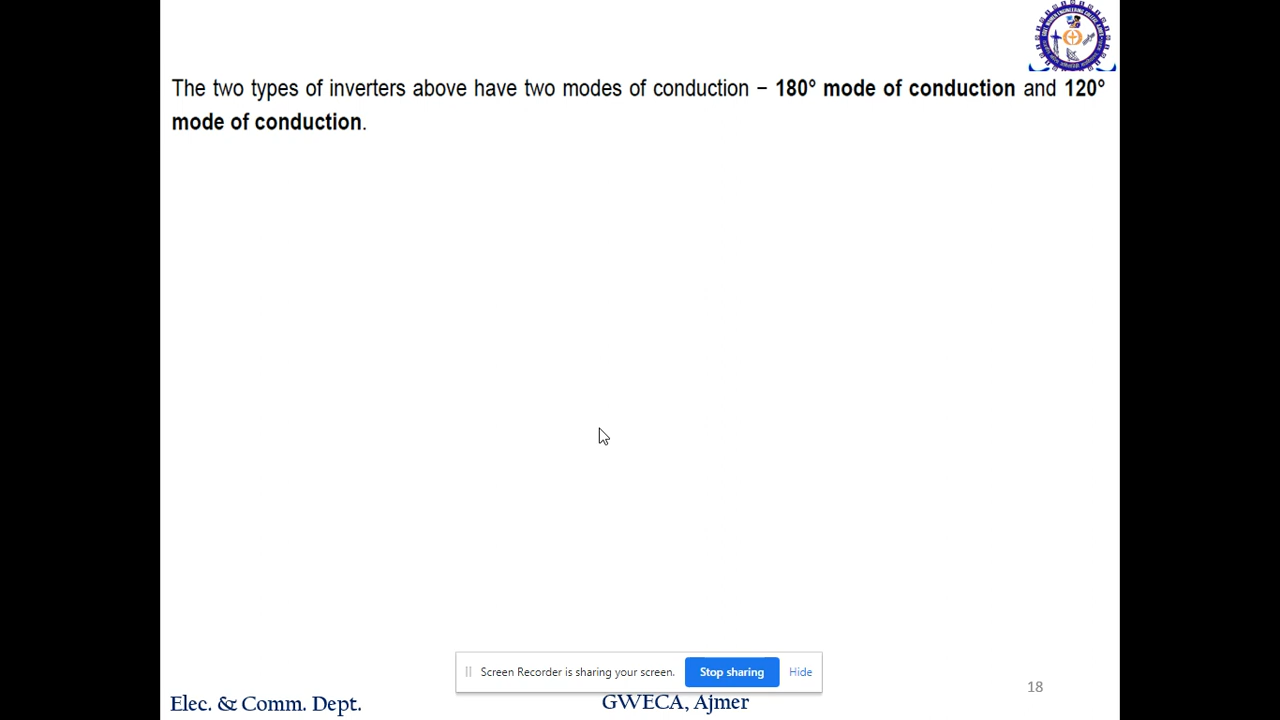 The two types of inverters above have two modes of conduction − 180° mode of conduction and 120°
mode of conduction.
Screen Recorder is sharing your screen. Stop sharing Hide
18
Elec. & Comm. Dept. GWECA, Ajmer